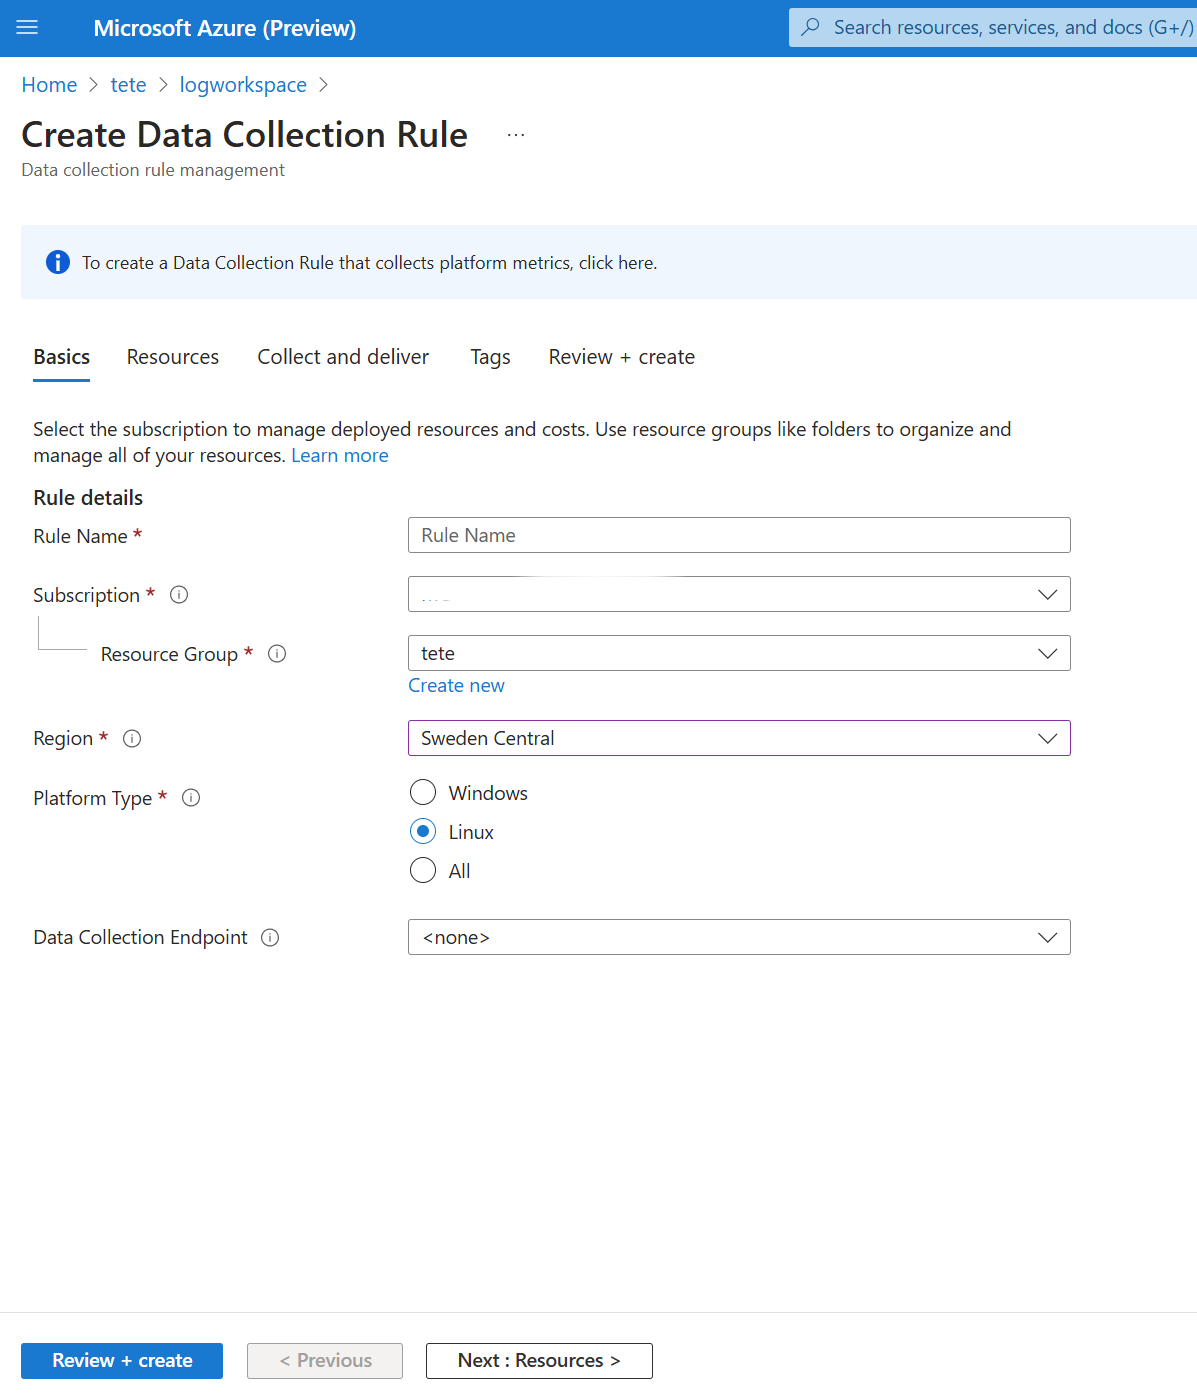 Microsoft Azure (Preview)
Search resources, services, and docs (G+/)
Home > tete > logworkspace >
Create Data Collection Rule ...
Data collection rule management
To create a Data Collection Rule that collects platform metrics, click here.
Basics Resources Collect and deliver Tags Review + create
Select the subscription to manage deployed resources and costs. Use resource groups like folders to organize and
manage all of your resources. Learn more
Rule details
Rule Name * Rule Name
Subscription *
Resource Group * tete
Create new
Region * Sweden Central
Platform Type * Windows
Linux
All
Data Collection Endpoint <none>
Review + create < Previous Next : Resources >